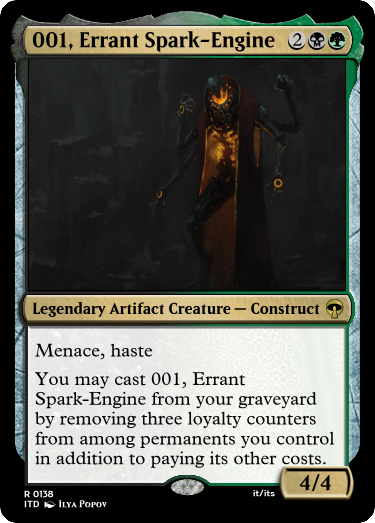 001, Errant Spark-Engine 2
Legendary Artifact Creature — Construct
Menace, haste
You may cast 001, Errant
Spark-Engine from your graveyard
by removing three loyalty counters
from among permanents you control
in addition to paying its other costs.
4/4
R 0138
it/its
ITD Ilya Popov